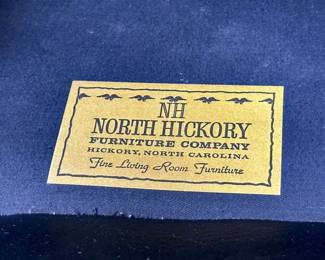 NH
NORTH HICKORY
FURNITURE COMPANY
HICKORY, NORTH CAROLINA
Fine Living Room Furniture